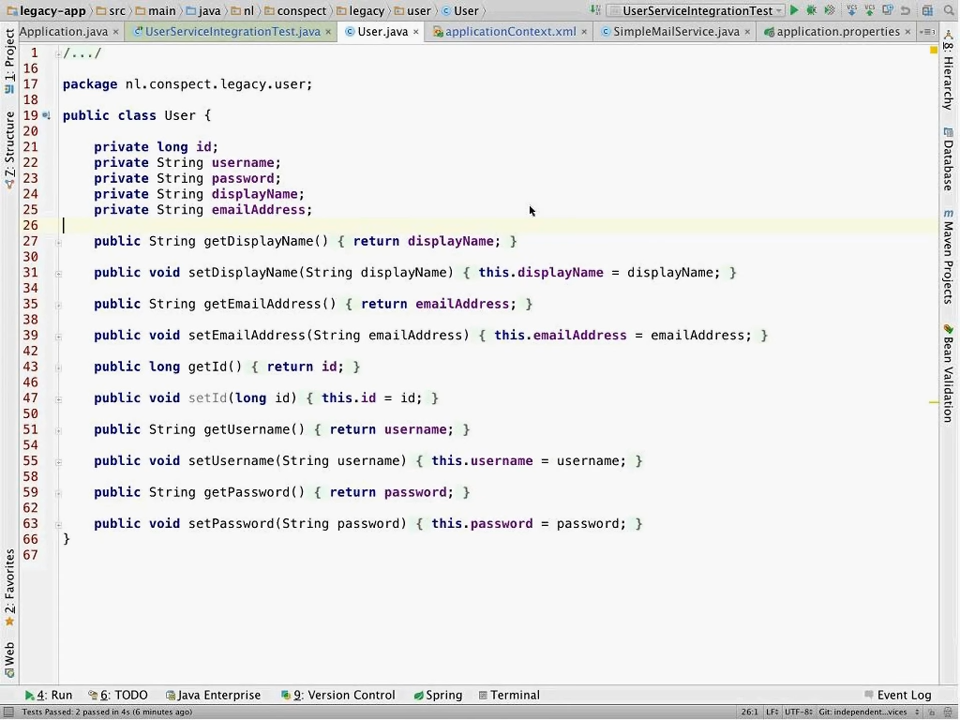 legacy-app src main java nl conspect legacy user User UserServiceIntegrationTest
Application.java UserServiceIntegrationTest.java User.java applicationContext.xml SimpleMailService.java application.properties
1 /.../
16
17 package nl.conspect.legacy.user;
18
19 public class User {
20
21 private long id;
22 private String username;
23 private String password;
24 private String displayName;
25 private String emailAddress;
26
27 public String getDisplayName() { return displayName; }
30
31 public void setDisplayName(String displayName) { this.displayName = displayName; }
34
35 public String getEmailAddress() { return emailAddress; }
38
39 public void setEmailAddress(String emailAddress) { this.emailAddress = emailAddress; }
42
43 public long getId() { return id; }
46
47 public void setId(long id) { this.id = id; }
50
51 public String getUsername() { return username; }
54
55 public void setUsername(String username) { this.username = username; }
58
59 public String getPassword() { return password; }
62
63 public void setPassword(String password) { this.password = password; }
66 }
67
1: Project
Z: Structure
2: Favorites
Web
8: Hierarchy
Database
m Maven Projects
Bean Validation
4: Run 6: TODO Java Enterprise 9: Version Control Spring Terminal Event Log
Tests Passed: 2 passed in 4s (6 minutes ago) 26:1 LF UTF-8 Git: independent...vices